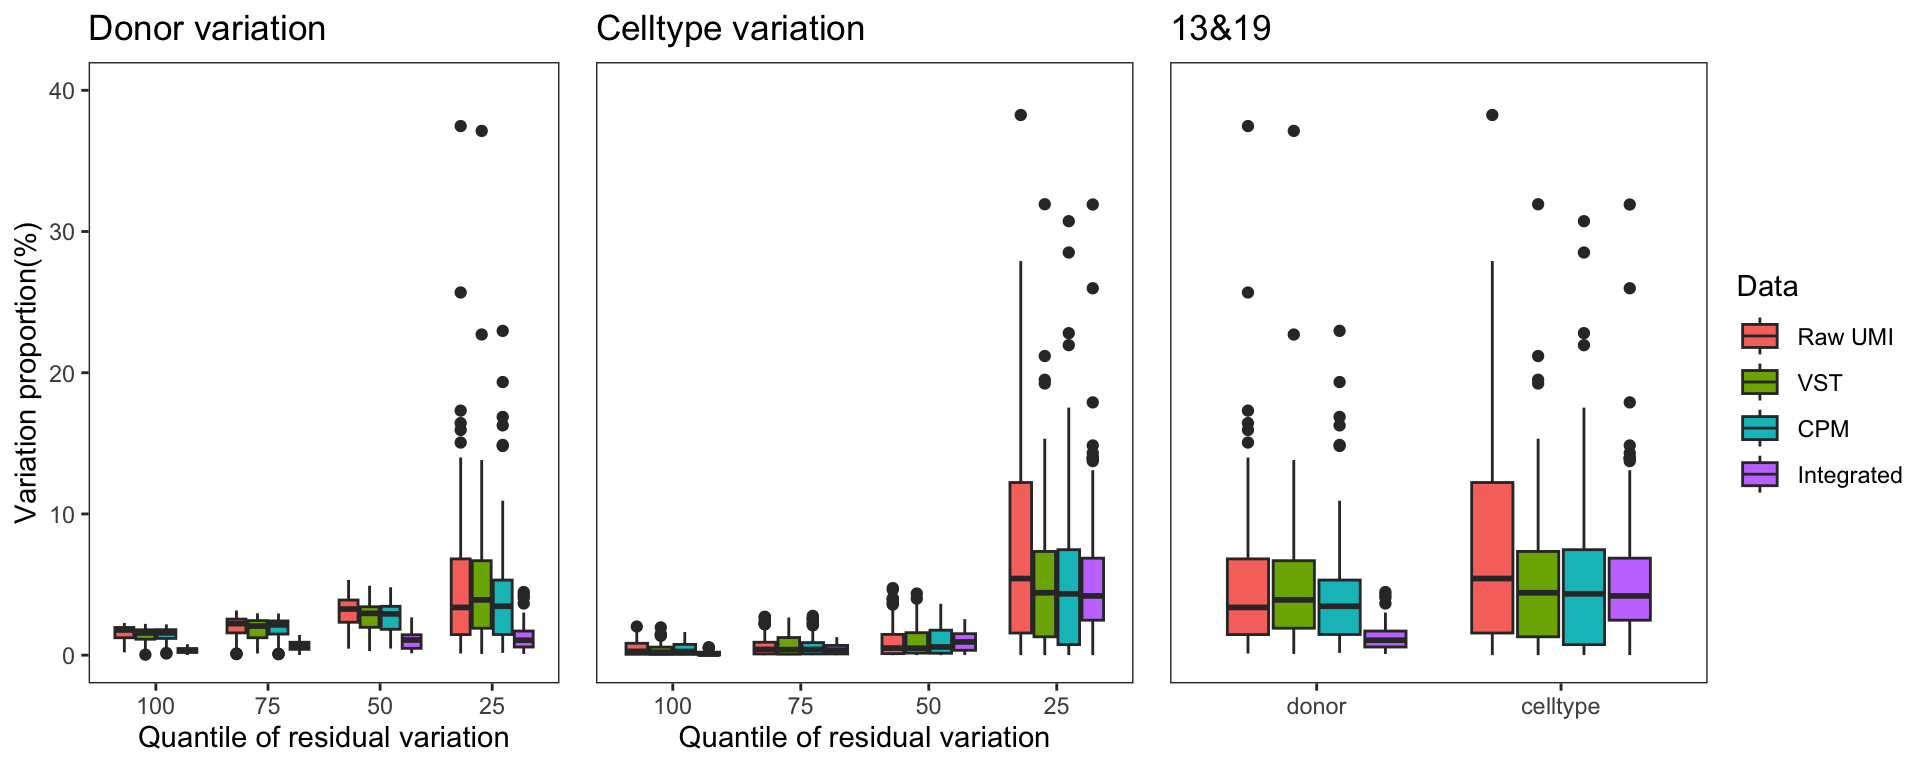 Donor variation
Celltype variation
13&19
Variation proportion(%)
40
30
20
10
0
100 75 50 25
Quantile of residual variation
100 75 50 25
Quantile of residual variation
donor celltype
Data
Raw UMI
VST
CPM
Integrated